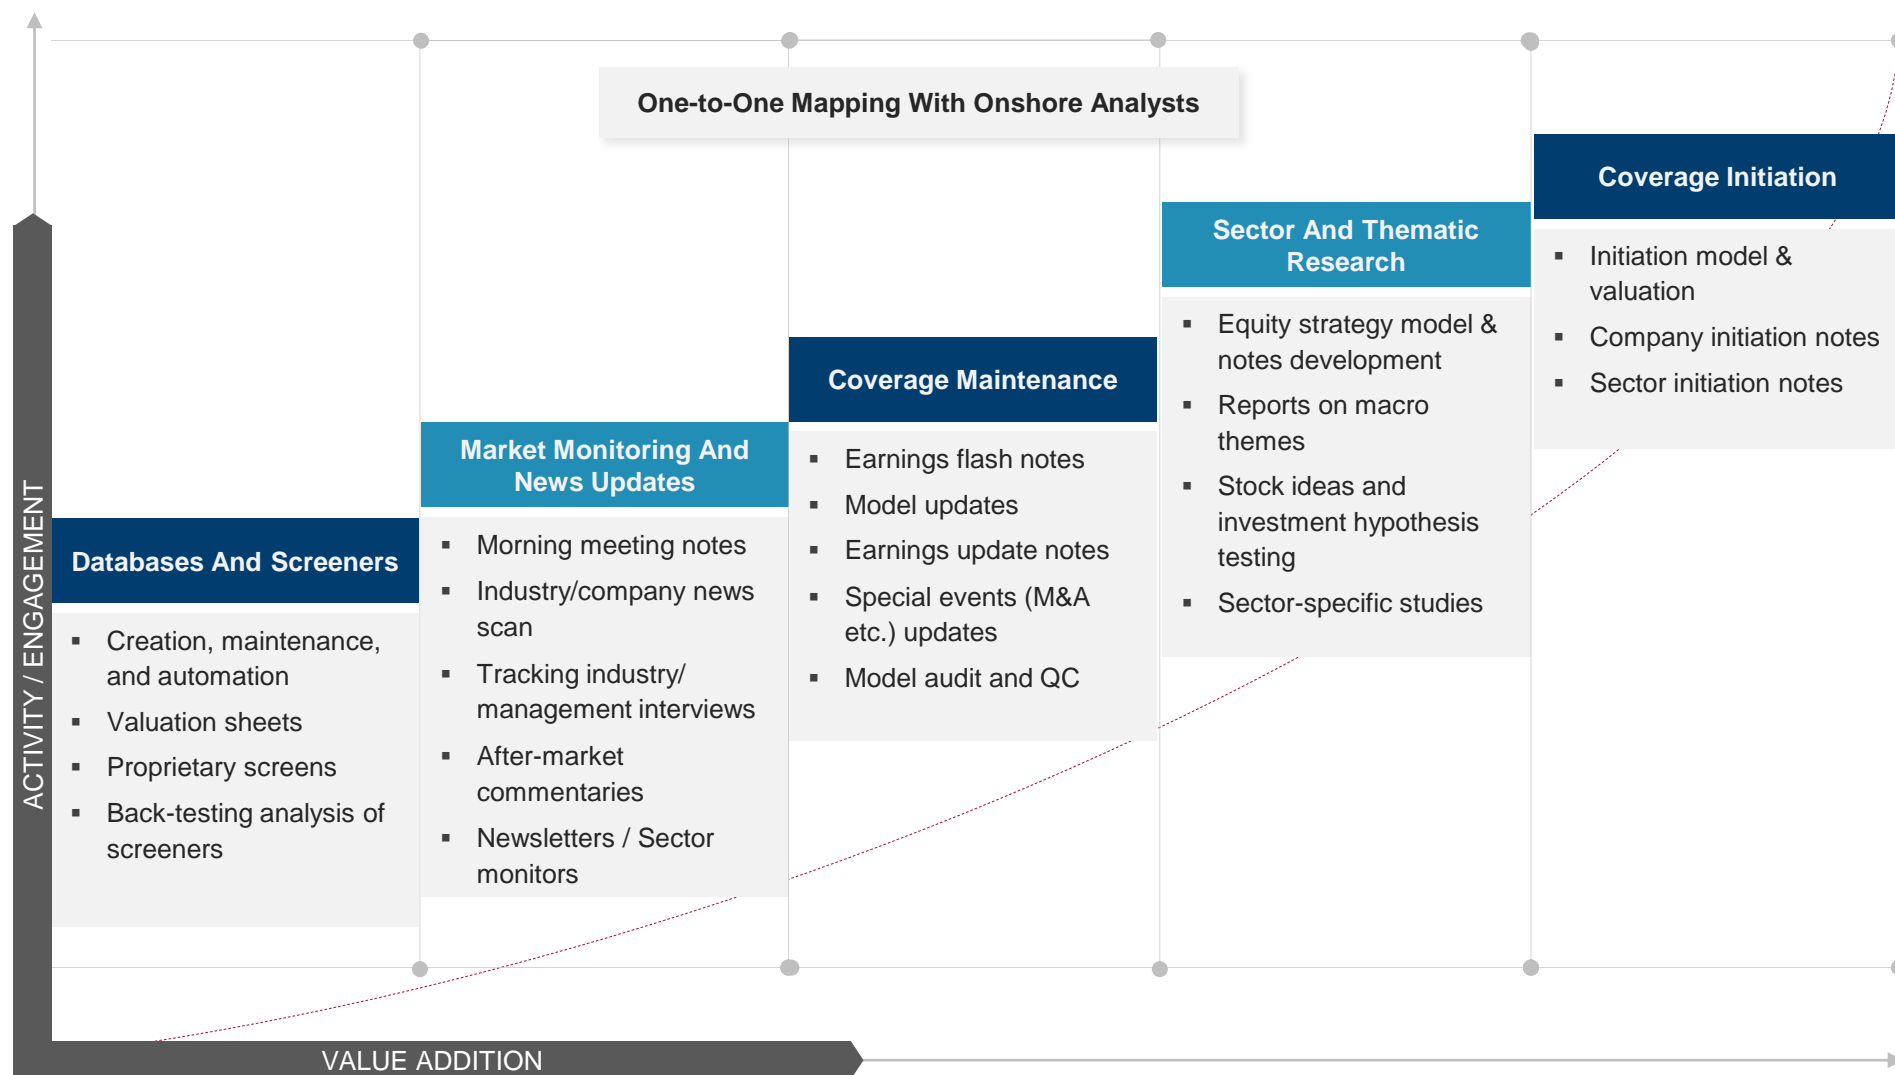 One-to-One Mapping With Onshore Analysts
ACTIVITY / ENGAGEMENT
Databases And Screeners
▪ Creation, maintenance,
and automation
▪ Valuation sheets
▪ Proprietary screens
▪ Back-testing analysis of
screeners
Market Monitoring And
News Updates
▪ Morning meeting notes
▪ Industry/company news
scan
▪ Tracking industry/
management interviews
▪ After-market
commentaries
▪ Newsletters / Sector
monitors
Coverage Maintenance
▪ Earnings flash notes
▪ Model updates
▪ Earnings update notes
▪ Special events (M&A
etc.) updates
▪ Model audit and QC
Sector And Thematic
Research
▪ Equity strategy model &
notes development
▪ Reports on macro
themes
▪ Stock ideas and
investment hypothesis
testing
▪ Sector-specific studies
Coverage Initiation
▪ Initiation model &
valuation
▪ Company initiation notes
▪ Sector initiation notes
VALUE ADDITION